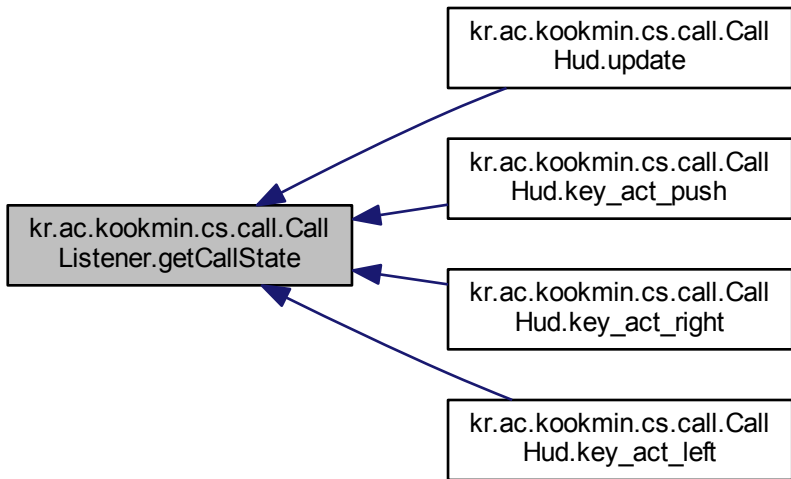 kr.ac.kookmin.cs.call.Call
Hud.update
kr.ac.kookmin.cs.call.Call
Hud.key_act_push
kr.ac.kookmin.cs.call.Call
Listener.getCallState
kr.ac.kookmin.cs.call.Call
Hud.key_act_right
kr.ac.kookmin.cs.call.Call
Hud.key_act_left